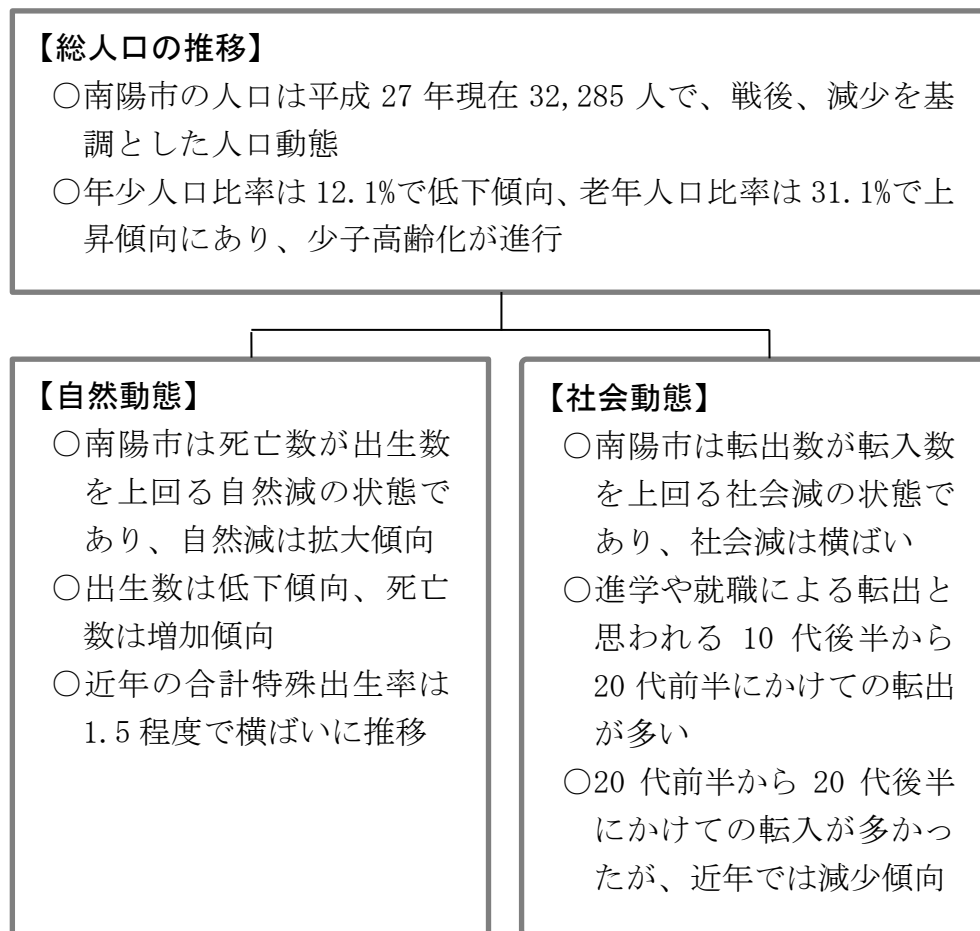 【総人口の推移】
○南陽市の人口は平成 27 年現在 32,285 人で、戦後、減少を基
調とした人口動態
○年少人口比率は 12.1%で低下傾向、老年人口比率は 31.1%で上
昇傾向にあり、少子高齢化が進行
【自然動態】
○南陽市は死亡数が出生数
を上回る自然減の状態で
あり、自然減は拡大傾向
○出生数は低下傾向、死亡
数は増加傾向
○近年の合計特殊出生率は
1.5 程度で横ばいに推移
【社会動態】
○南陽市は転出数が転入数
を上回る社会減の状態で
あり、社会減は横ばい
○進学や就職による転出と
思われる 10 代後半から
20 代前半にかけての転出
が多い
○20 代前半から 20 代後半
にかけての転入が多かっ
たが、近年では減少傾向